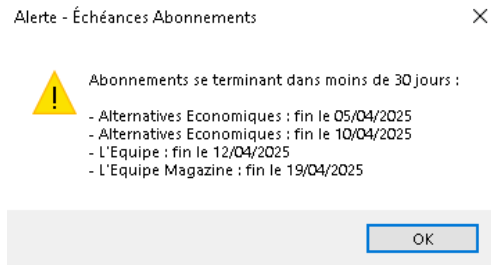 Alerte - Échéances Abonnements
Abonnements se terminant dans moins de 30 jours :
- Alternatives Economiques : fin le 05/04/2025
- Alternatives Economiques : fin le 10/04/2025
- L'Equipe : fin le 12/04/2025
- L'Equipe Magazine : fin le 19/04/2025
OK